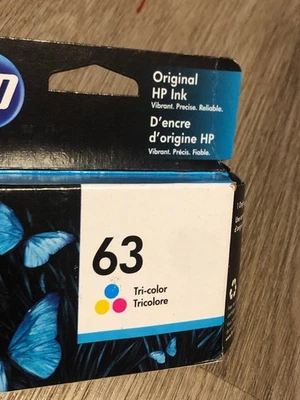 Original
HP Ink
Vibrant. Precise. Reliable.
D'encre
d'origine HP
Vibrant. Précis. Fiable.
63
Tri-color
Tricolore